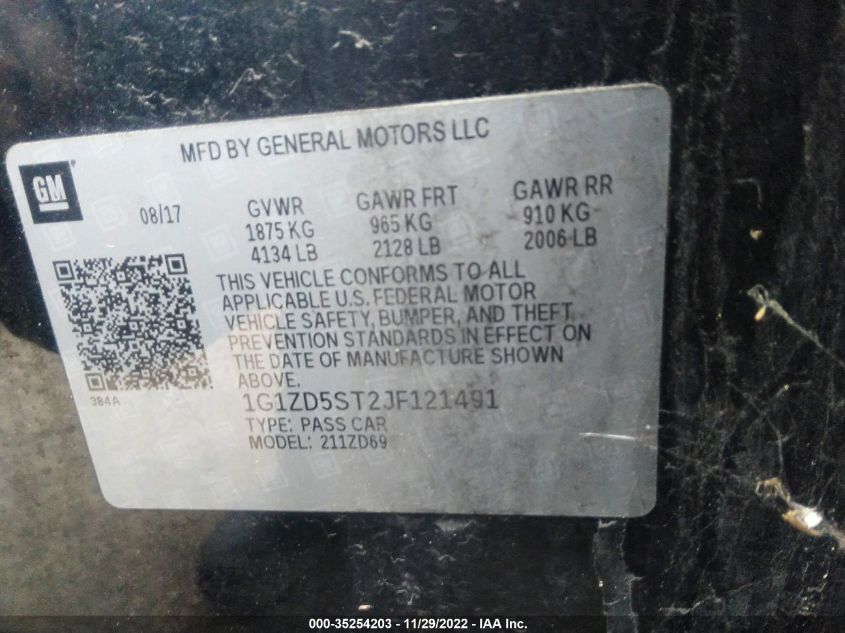 MFD BY GENERAL MOTORS LLC
GM
08/17
GVWR
1875 KG
4134 LB
GAWR FRT
965 KG
2128 LB
GAWR RR
910 KG
2006 LB
THIS VEHICLE CONFORMS TO ALL
APPLICABLE U.S. FEDERAL MOTOR
VEHICLE SAFETY, BUMPER, AND THEFT
PREVENTION STANDARDS IN EFFECT ON
THE DATE OF MANUFACTURE SHOWN
ABOVE.
384A
1G1ZD5ST2JF121491
TYPE: PASS CAR
MODEL: 211ZD69
000-35254203 - 11/29/2022 - IAA Inc.